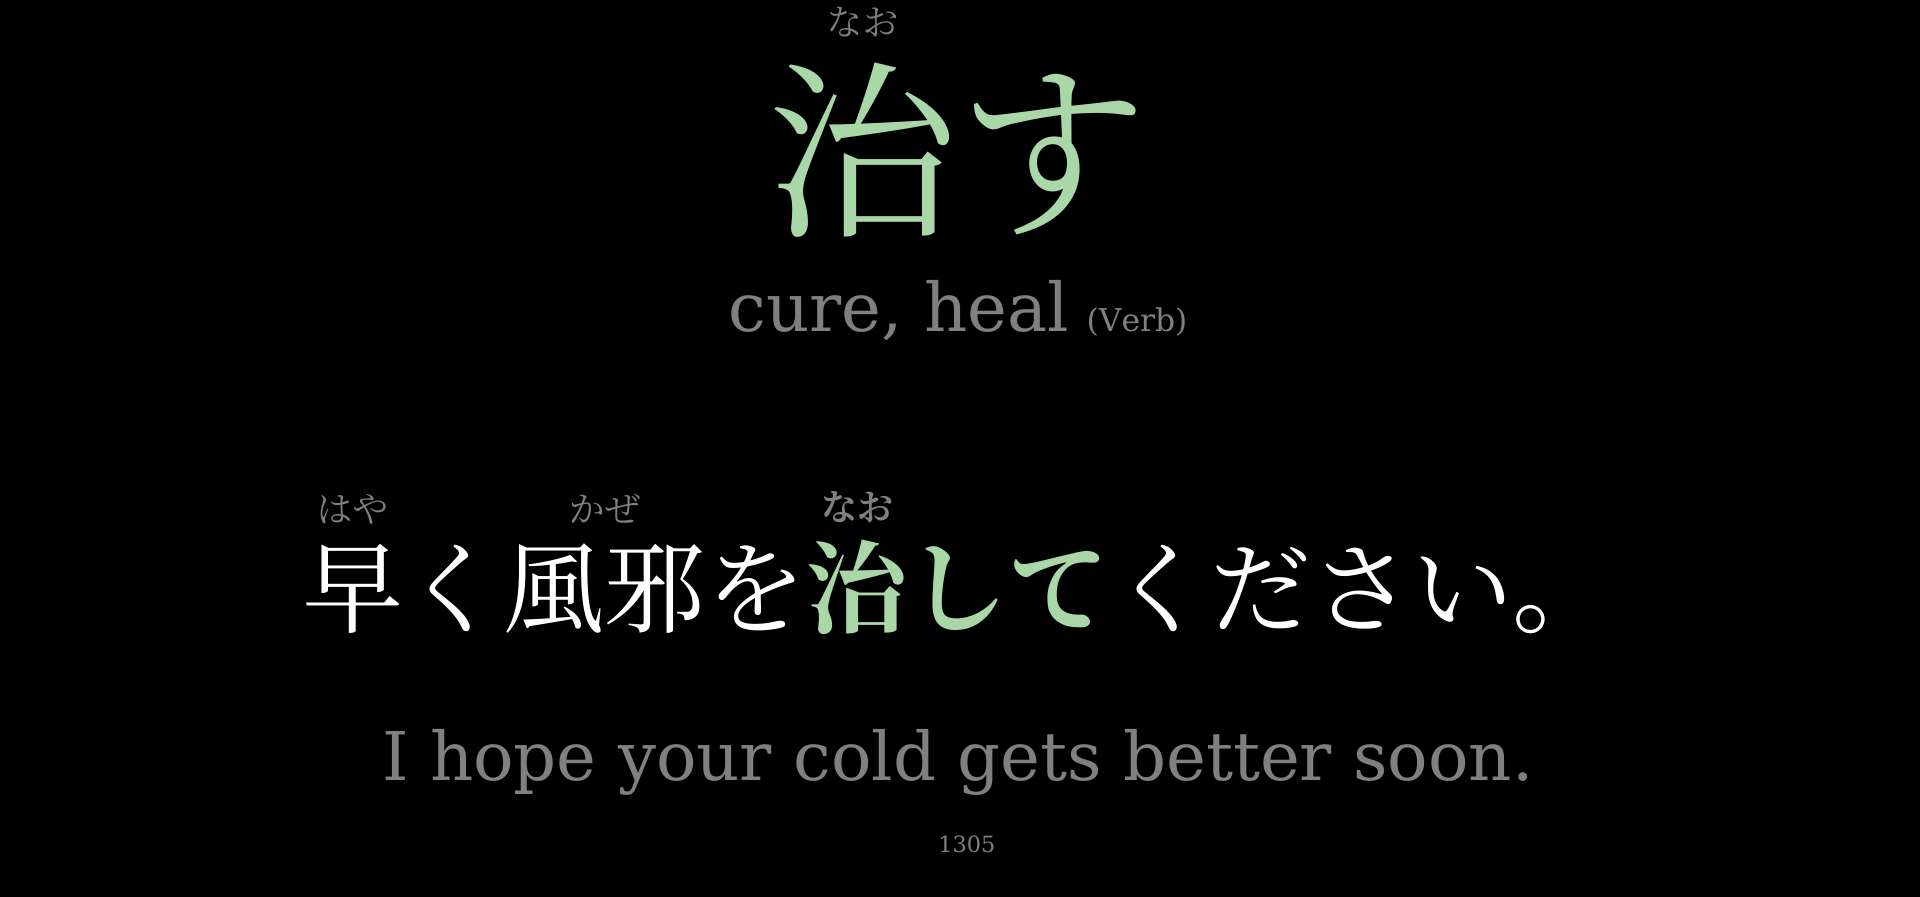 なお
治す
cure, heal (Verb)
はや かぜ なお
早く風邪を治してください。
I hope your cold gets better soon.
1305